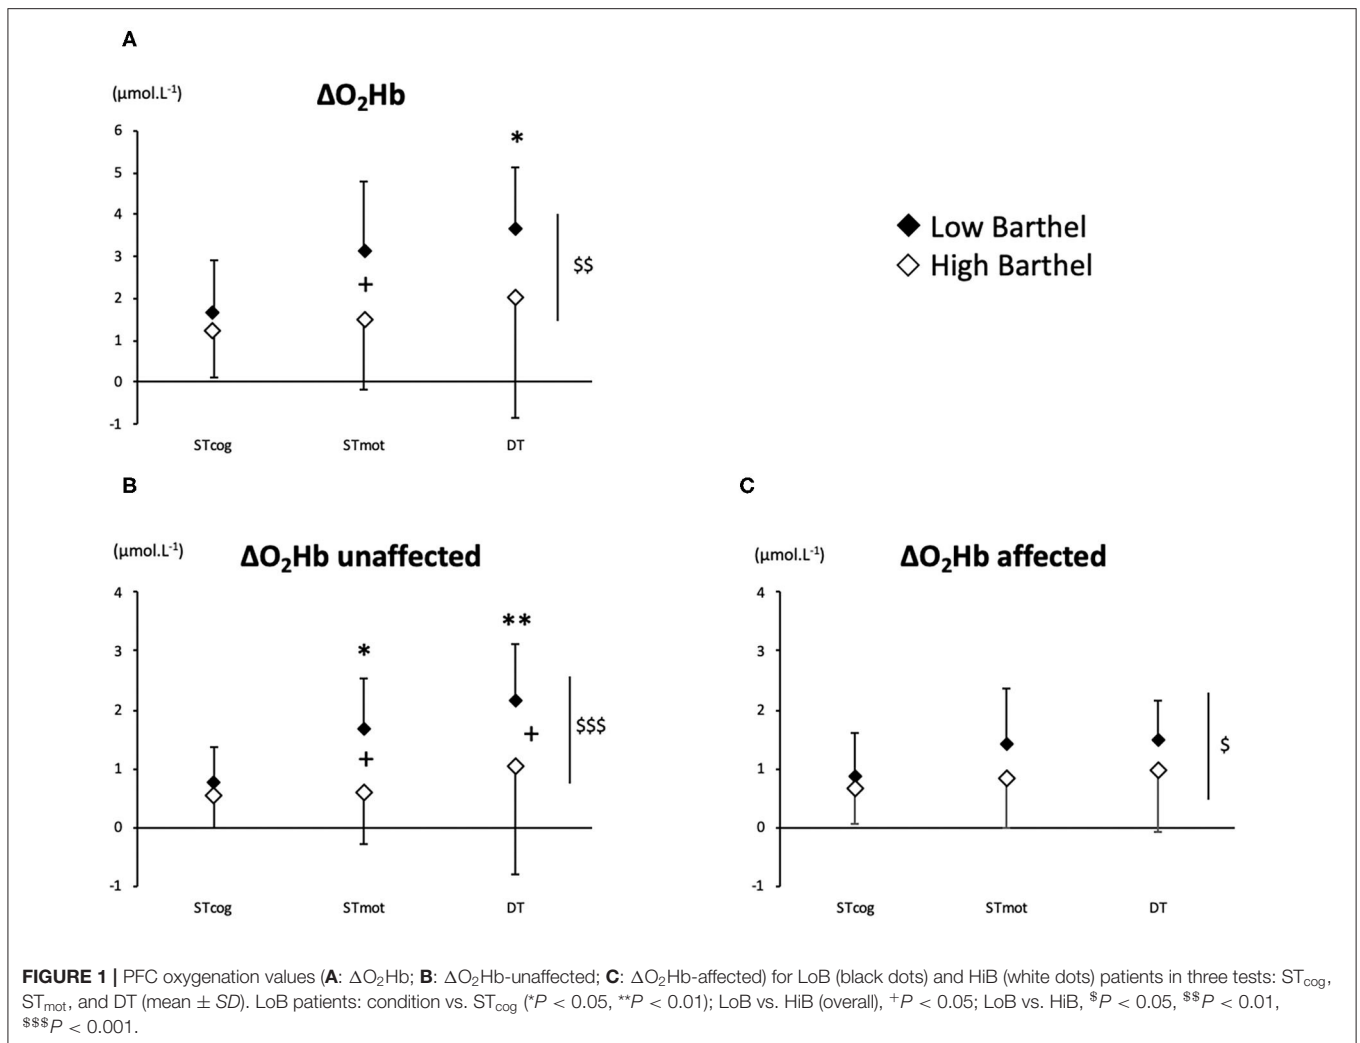 A
(µmol.L-1)
ΔO2Hb
6
5
4
3
2
1
0
-1
*
+
$$
STcog
STmot
DT
Low Barthel
High Barthel
B
(µmol.L-1)
ΔO2Hb unaffected
4
3
2
1
0
-1
*
**
+
+
$$$
STcog
STmot
DT
C
(µmol.L-1)
ΔO2Hb affected
4
3
2
1
0
-1
$
STcog
STmot
DT
FIGURE 1 | PFC oxygenation values (A: ΔO2Hb; B: ΔO2Hb-unaffected; C: ΔO2Hb-affected) for LoB (black dots) and HiB (white dots) patients in three tests: STcog,
STmot, and DT (mean ± SD). LoB patients: condition vs. STcog (*P < 0.05, **P < 0.01); LoB vs. HiB (overall), +P < 0.05; LoB vs. HiB, $P < 0.05, $$P < 0.01,
$$$P < 0.001.